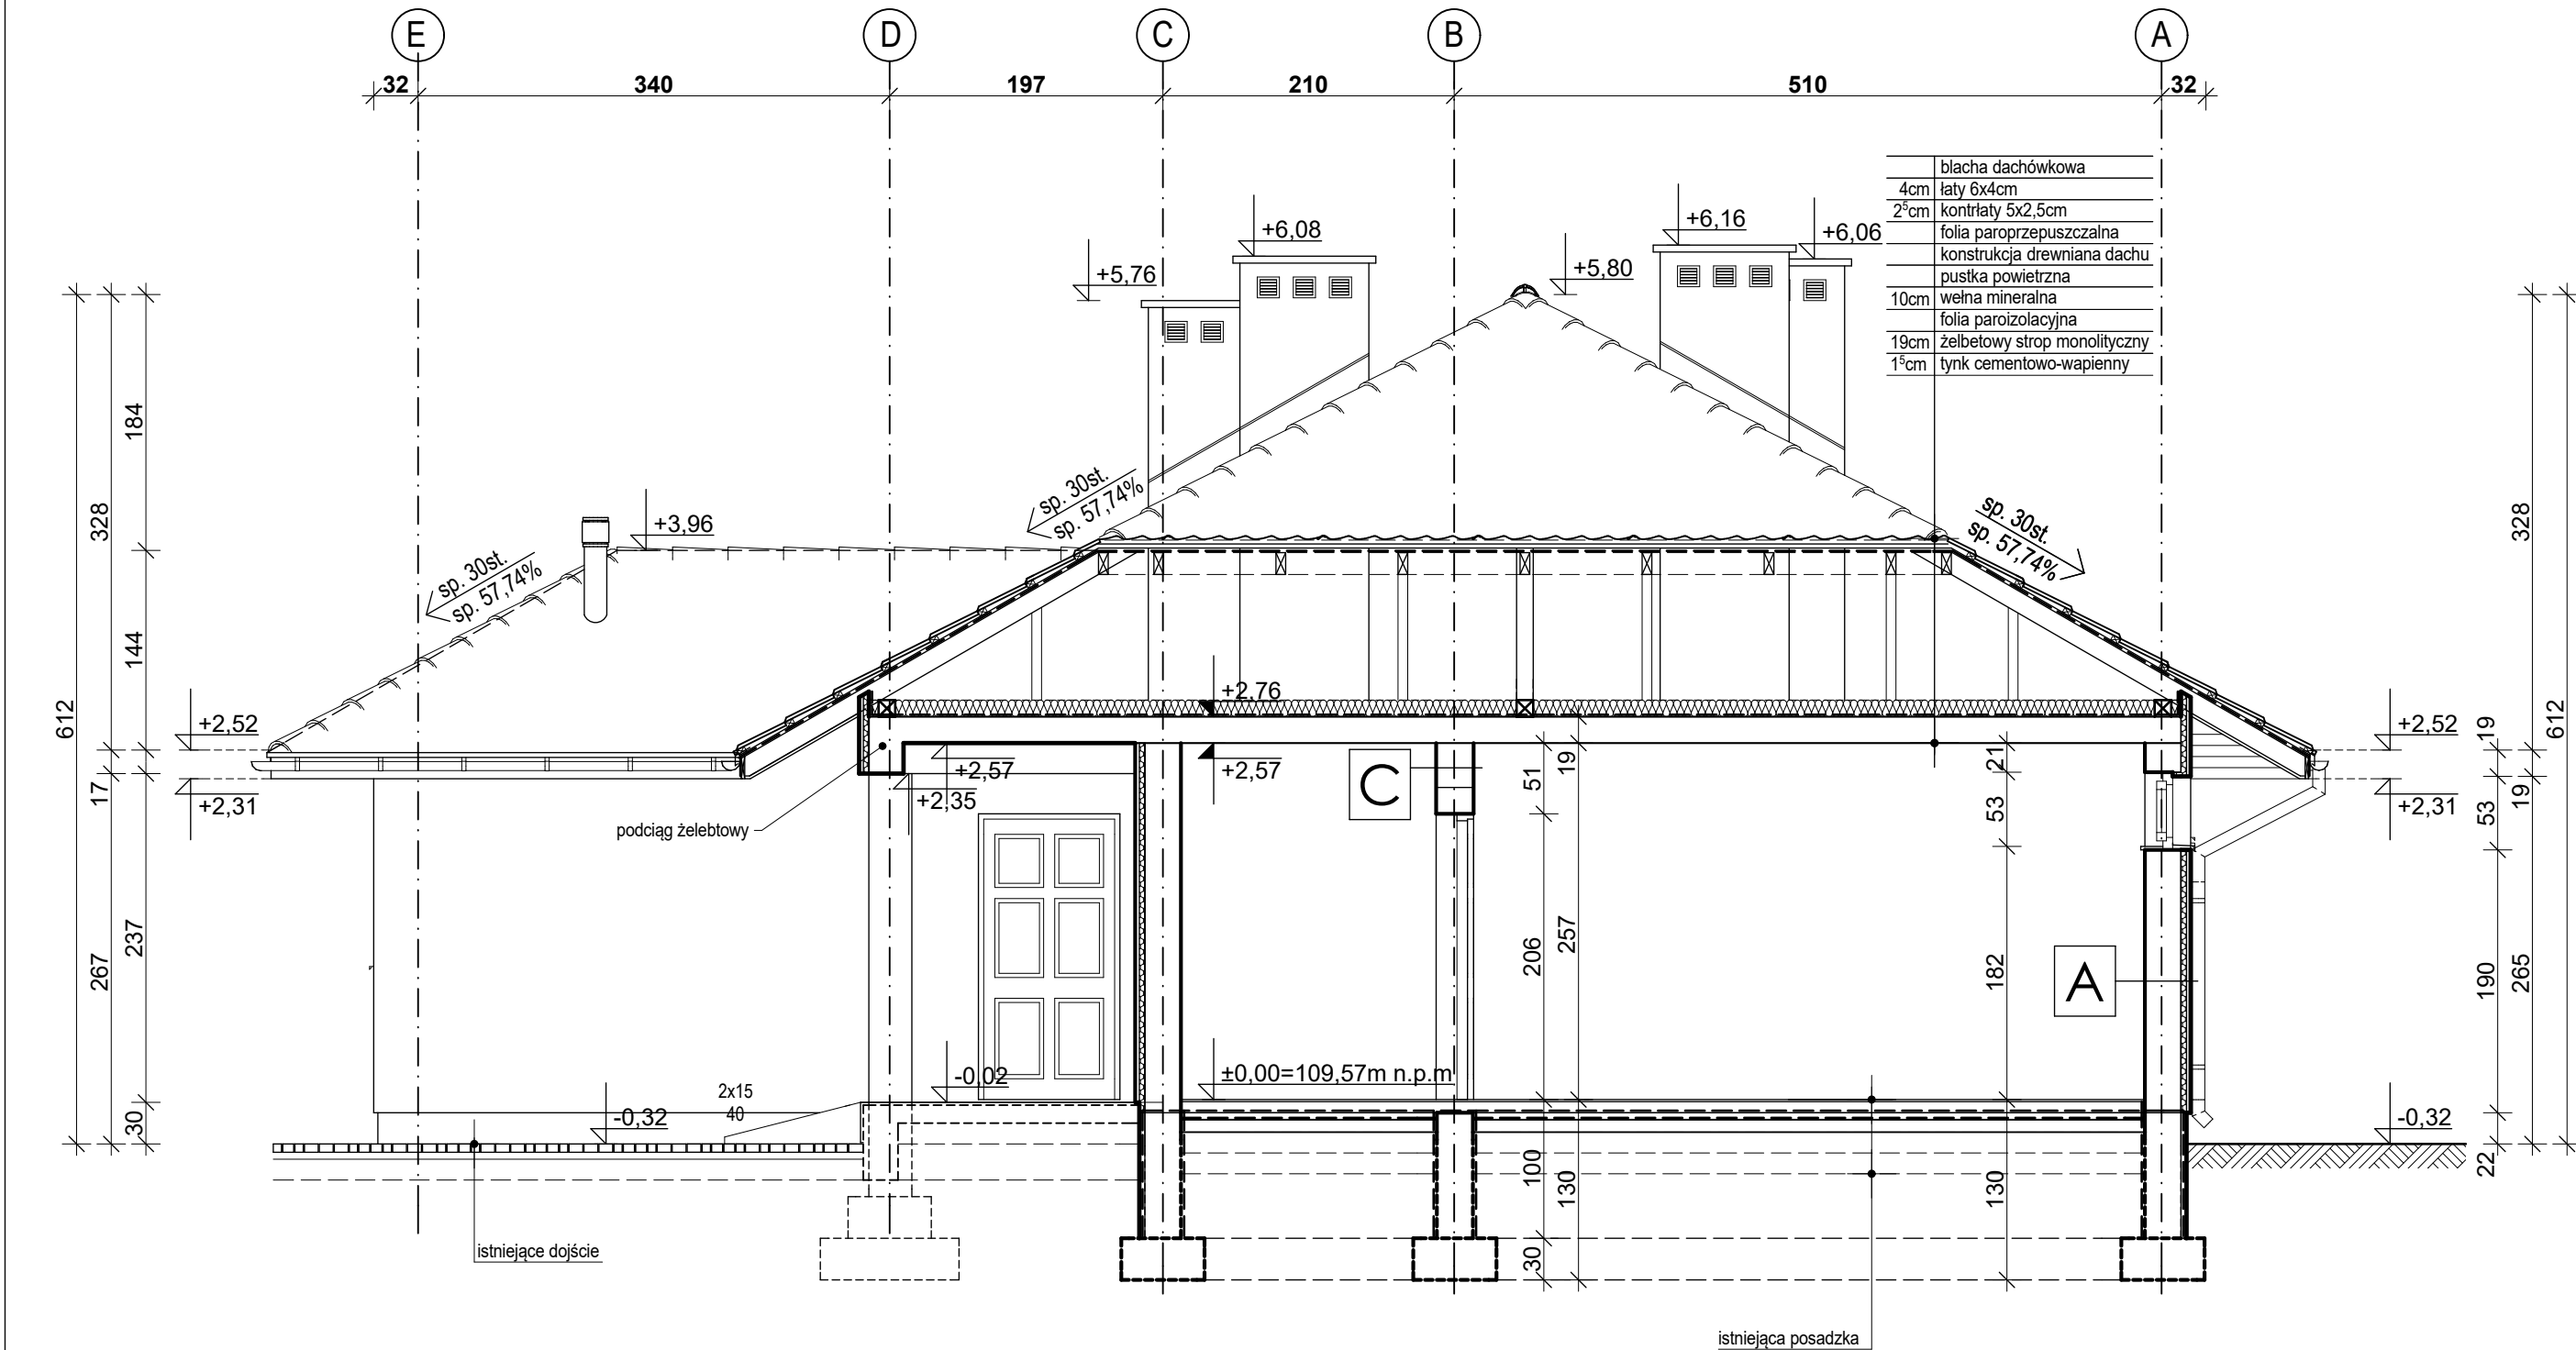 E D C B A
32 340 197 210 510 32
blacha dachówkowa
4cm łaty 6x4cm
2⁵cm kontrłaty 5x2,5cm
folia paroprzepuszczalna
konstrukcja drewniana dachu
pustka powietrzna
10cm wełna mineralna
folia paroizolacyjna
19cm żelbetowy strop monolityczny
1⁵cm tynk cementowo-wapienny
+6,08
+6,16
+6,06
+5,76
+5,80
+3,96
sp. 30st.
sp. 57,74%
sp. 30st.
sp. 57,74%
sp. 30st.
sp. 57,74%
612
328
267
184
144
17
237
30
+2,52
+2,31
+2,76
+2,57
+2,35
+2,57
podciąg żelebtowy
C
51
19
206
257
100
130
30
21
53
182
130
A
+2,52
+2,31
19
53
190
22
328
19
265
612
-0,02
±0,00=109,57m n.p.m
2x15
40
-0,32
-0,32
istniejące dojście
istniejąca posadzka